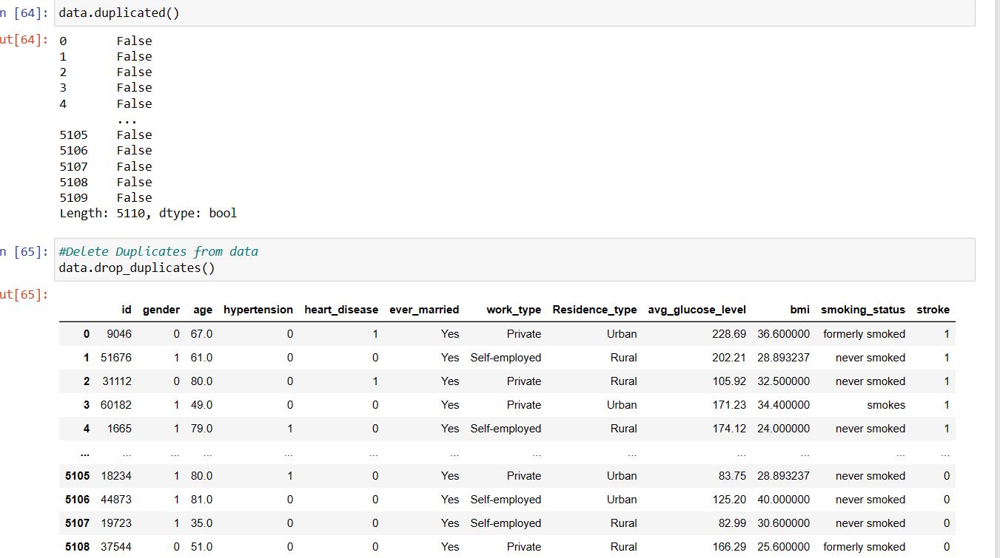 n [64]: data.duplicated()
ut[64]: 0 False
1 False
2 False
3 False
4 False
...
5105 False
5106 False
5107 False
5108 False
5109 False
Length: 5110, dtype: bool
n [65]: #Delete Duplicates from data
data.drop_duplicates()
ut[65]:
id gender age hypertension heart_disease ever_married work_type Residence_type avg_glucose_level bmi smoking_status stroke
0 9046 0 67.0 0 1 Yes Private Urban 228.69 36.600000 formerly smoked 1
1 51676 1 61.0 0 0 Yes Self-employed Rural 202.21 28.893237 never smoked 1
2 31112 0 80.0 0 1 Yes Private Rural 105.92 32.500000 never smoked 1
3 60182 1 49.0 0 0 Yes Private Urban 171.23 34.400000 smokes 1
4 1665 1 79.0 1 0 Yes Self-employed Rural 174.12 24.000000 never smoked 1
... ... ... ... ... ... ... ... ... ... ... ... ...
5105 18234 1 80.0 1 0 Yes Private Urban 83.75 28.893237 never smoked 0
5106 44873 1 81.0 0 0 Yes Self-employed Urban 125.20 40.000000 never smoked 0
5107 19723 1 35.0 0 0 Yes Self-employed Rural 82.99 30.600000 never smoked 0
5108 37544 0 51.0 0 0 Yes Private Rural 166.29 25.600000 formerly smoked 0